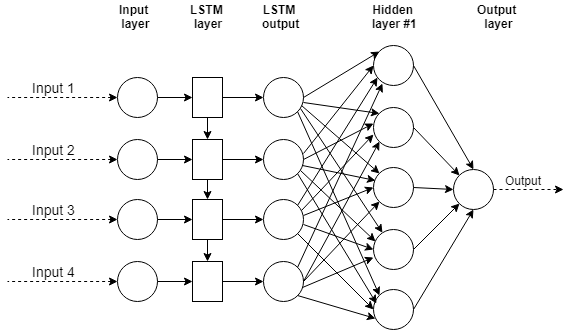 Input
layer
LSTM
layer
LSTM
output
Hidden
layer #1
Output
layer
Input 1
Input 2
Input 3
Input 4
Output